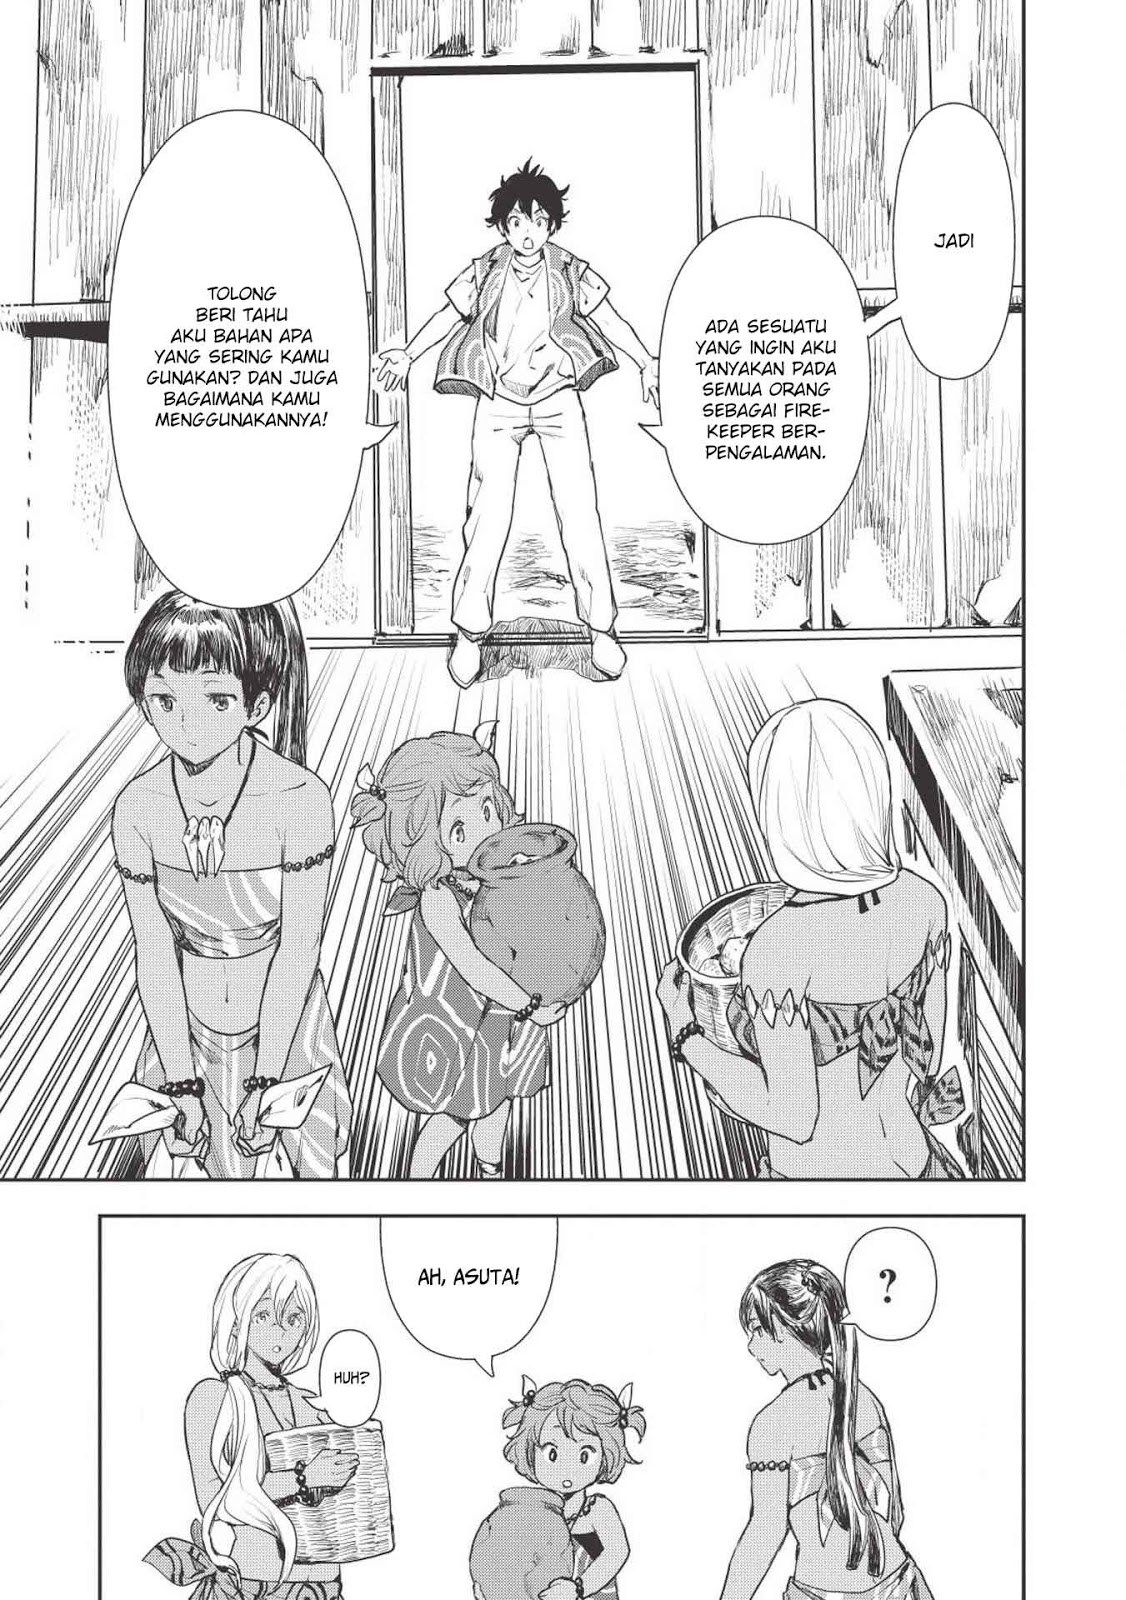 JADI
ADA SESUATU
YANG INGIN AKU
TANYAKAN PADA
SEMUA ORANG
SEBAGAI FIRE-
KEEPER BER-
PENGALAMAN.
TOLONG
BERI TAHU
AKU BAHAN APA
YANG SERING KAMU
GUNAKAN? DAN JUGA
BAGAIMANA KAMU
MENGGUNAKANNYA!
?
AH, ASUTA!
HUH?